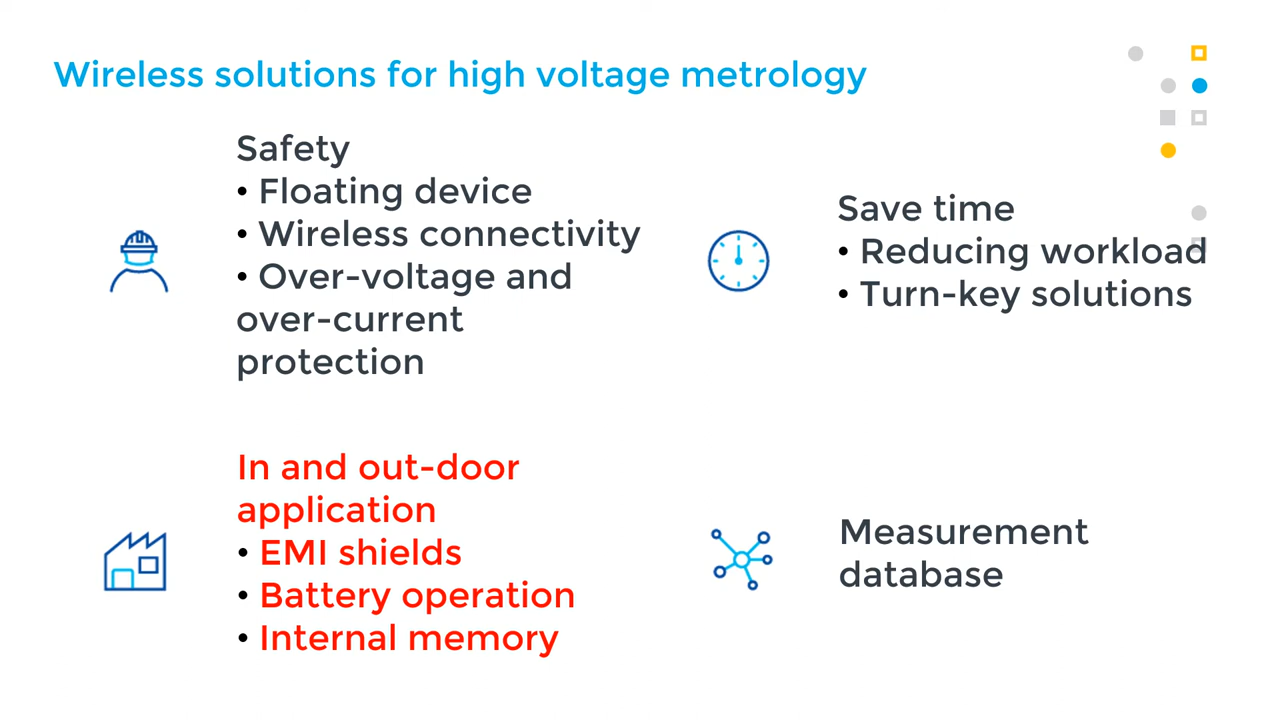 Wireless solutions for high voltage metrology
Safety
• Floating device
• Wireless connectivity
• Over-voltage and
over-current
protection
Save time
• Reducing workload
• Turn-key solutions
In and out-door
application
• EMI shields
• Battery operation
• Internal memory
Measurement
database